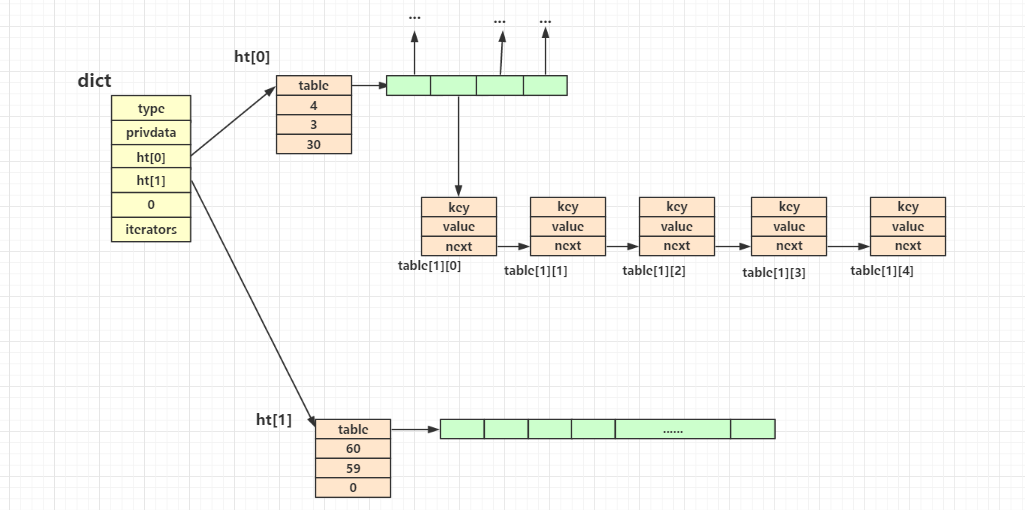 ...
...
...
ht[0]
dict
type
privdata
ht[0]
ht[1]
0
iterators
table
4
3
30
key
value
next
table[1][0]
key
value
next
table[1][1]
key
value
next
table[1][2]
key
value
next
table[1][3]
key
value
next
table[1][4]
ht[1]
table
60
59
0
......